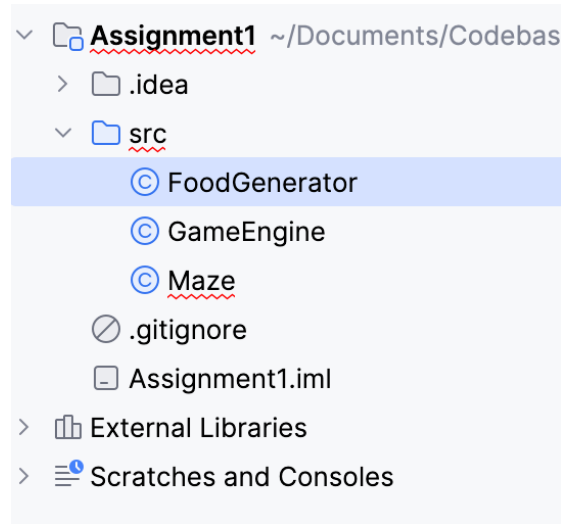 Assignment1 ~/Documents/Codebas
.idea
src
FoodGenerator
GameEngine
Maze
.gitignore
Assignment1.iml
External Libraries
Scratches and Consoles